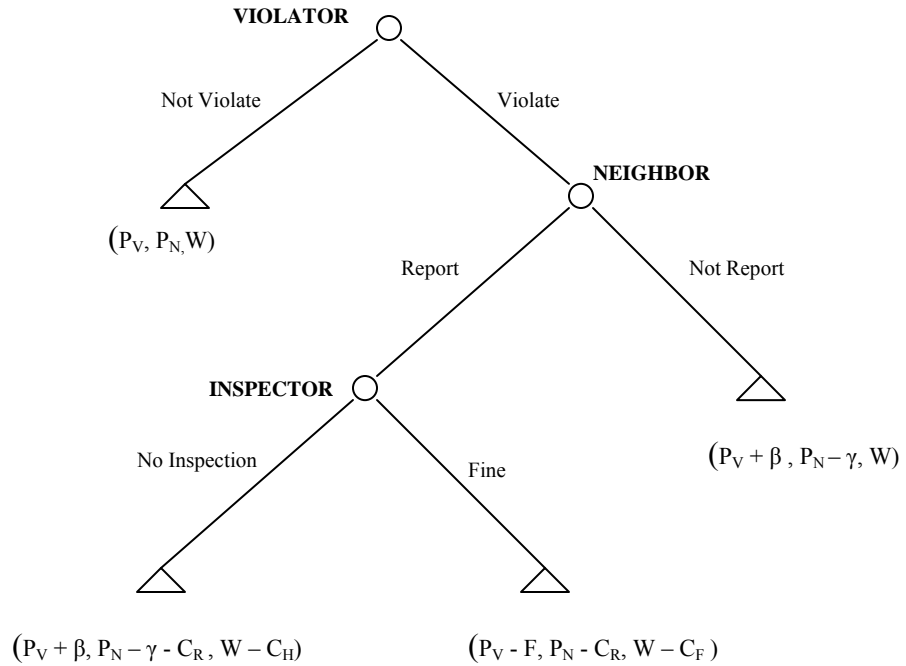 VIOLATOR
Not Violate
Violate
NEIGHBOR
(P_V, P_N, W)
Report
Not Report
INSPECTOR
No Inspection
Fine
(P_V + β , P_N – γ, W)
(P_V + β, P_N – γ - C_R , W – C_H)
(P_V - F, P_N - C_R, W – C_F )